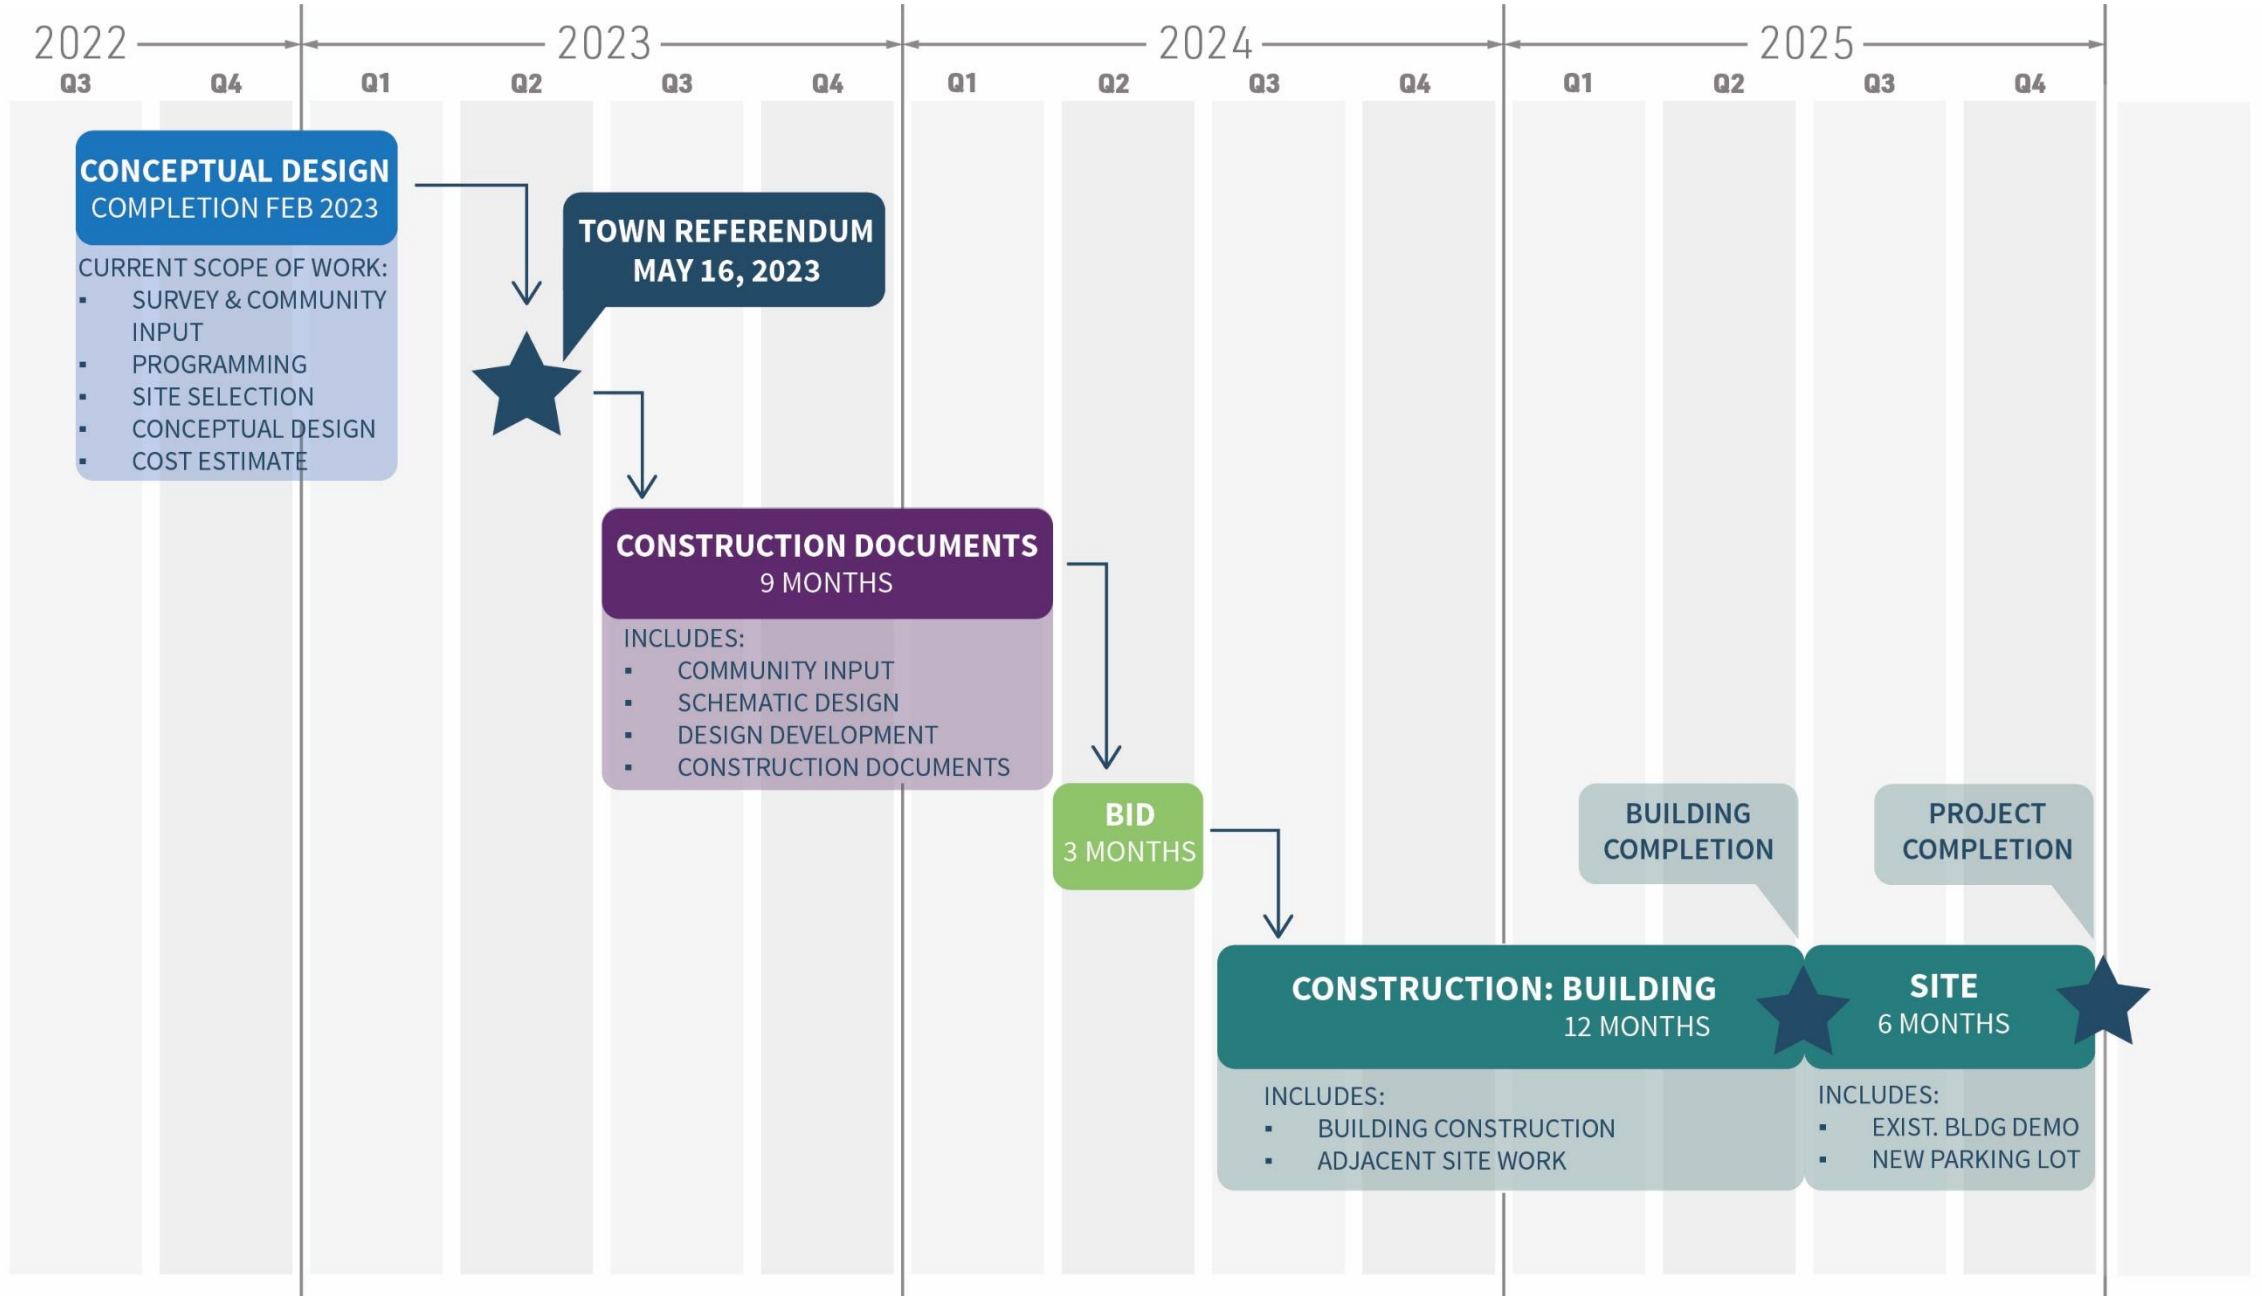 2022
2023
2024
2025
Q3
Q4
Q1
Q2
Q3
Q4
Q1
Q2
Q3
Q4
Q1
Q2
Q3
Q4
CONCEPTUAL DESIGN
COMPLETION FEB 2023
CURRENT SCOPE OF WORK:
▪ SURVEY & COMMUNITY
INPUT
▪ PROGRAMMING
▪ SITE SELECTION
▪ CONCEPTUAL DESIGN
▪ COST ESTIMATE
TOWN REFERENDUM
MAY 16, 2023
CONSTRUCTION DOCUMENTS
9 MONTHS
INCLUDES:
▪ COMMUNITY INPUT
▪ SCHEMATIC DESIGN
▪ DESIGN DEVELOPMENT
▪ CONSTRUCTION DOCUMENTS
BID
3 MONTHS
BUILDING
COMPLETION
PROJECT
COMPLETION
CONSTRUCTION: BUILDING
12 MONTHS
INCLUDES:
▪ BUILDING CONSTRUCTION
▪ ADJACENT SITE WORK
SITE
6 MONTHS
INCLUDES:
▪ EXIST. BLDG DEMO
▪ NEW PARKING LOT